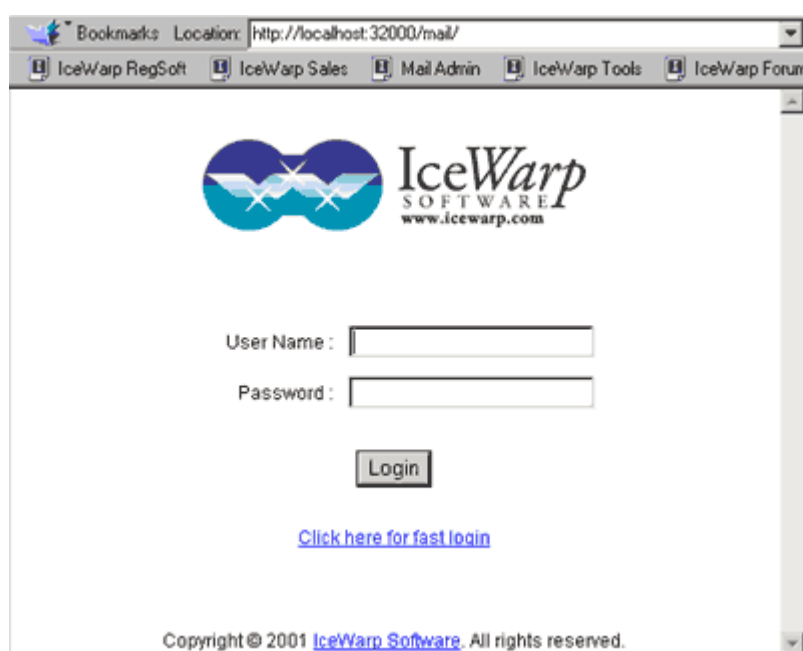 Bookmarks Location: http://localhost:32000/mail/
IceWarp RegSoft IceWarp Sales Mail Admin IceWarp Tools IceWarp Forum
IceWarp
SOFTWARE
www.icewarp.com
User Name :
Password :
Login
Click here for fast login
Copyright © 2001 IceWarp Software. All rights reserved.